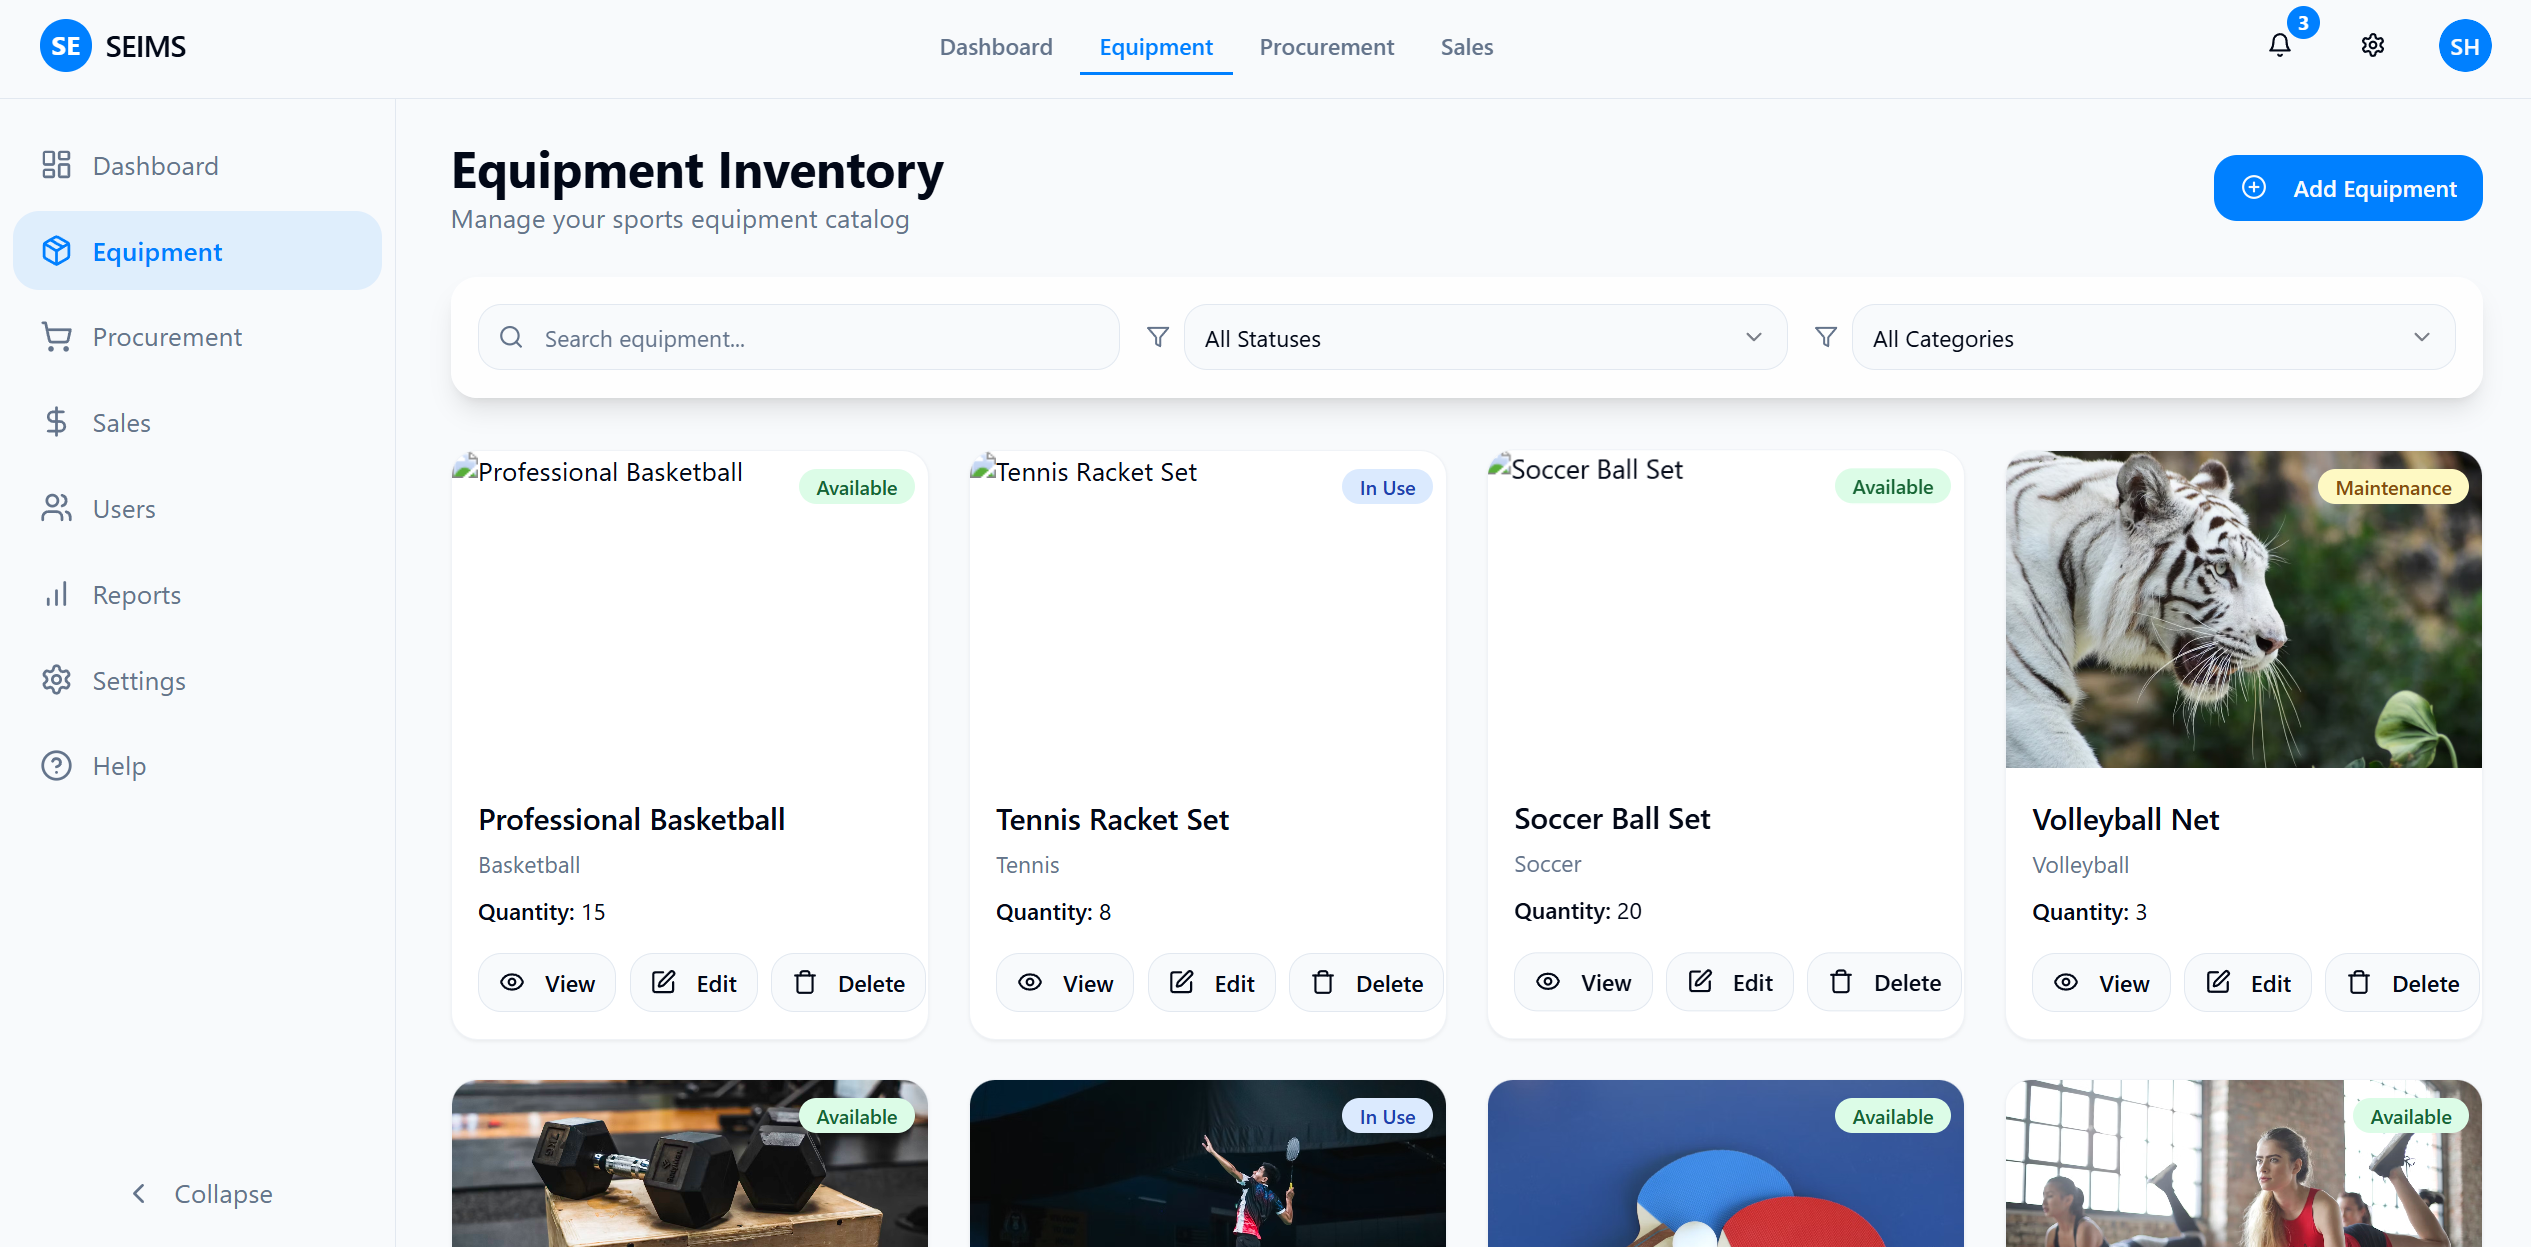 SE SEIMS
Dashboard Equipment Procurement Sales
3
SH
Dashboard
Equipment
Procurement
Sales
Users
Reports
Settings
Help
Collapse
Equipment Inventory
Manage your sports equipment catalog
Add Equipment
Search equipment...
All Statuses
All Categories
Professional Basketball
Available
Professional Basketball
Basketball
Quantity: 15
View Edit Delete
Tennis Racket Set
In Use
Tennis Racket Set
Tennis
Quantity: 8
View Edit Delete
Soccer Ball Set
Available
Soccer Ball Set
Soccer
Quantity: 20
View Edit Delete
Maintenance
Volleyball Net
Volleyball
Quantity: 3
View Edit Delete
Available
In Use
Available
Available